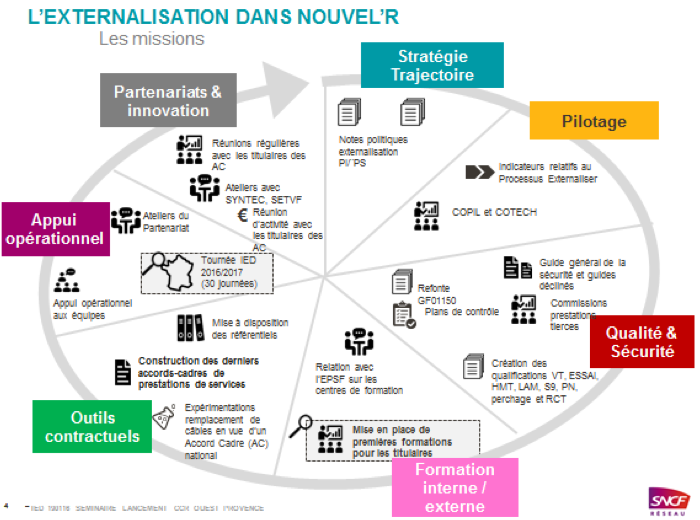 L'EXTERNALISATION DANS NOUVEL'R
Les missions
Stratégie
Trajectoire
Notes politiques
externalisation
PI/¨PS
Pilotage
Indicateurs relatifs au
Processus Externaliser
COPIL et COTECH
Qualité &
Sécurité
Guide général de la
sécurité et guides
déclinés
Commissions
prestations
tierces
Refonte
GF01150
Plans de contrôle
Création des
qualifications VT, ESSAI,
HMT, LAM, S9, PN,
perchage et RCT
Formation
interne /
externe
Relation avec
l'EPSF sur les
centres de formation
Mise en place de
premières formations
pour les titulaires
Outils
contractuels
Mise à disposition
des référentiels
Construction des derniers
accords-cadres de
prestations de services
Expérimentations
remplacement de
câbles en vue d'un
Accord Cadre (AC)
national
Appui
opérationnel
Ateliers du
Partenariat
Tournée IED
2016/2017
(30 journées)
Appui opérationnel
aux équipes
Partenariats &
innovation
Réunions régulières
avec les titulaires des
AC
Ateliers avec
SYNTEC, SETVF
€ Réunion
d'activité avec
les titulaires des
AC
4
– IED 190116 SEMINAIRE LANCEMENT CCR OUEST PROVENCE
SNCF
RÉSEAU